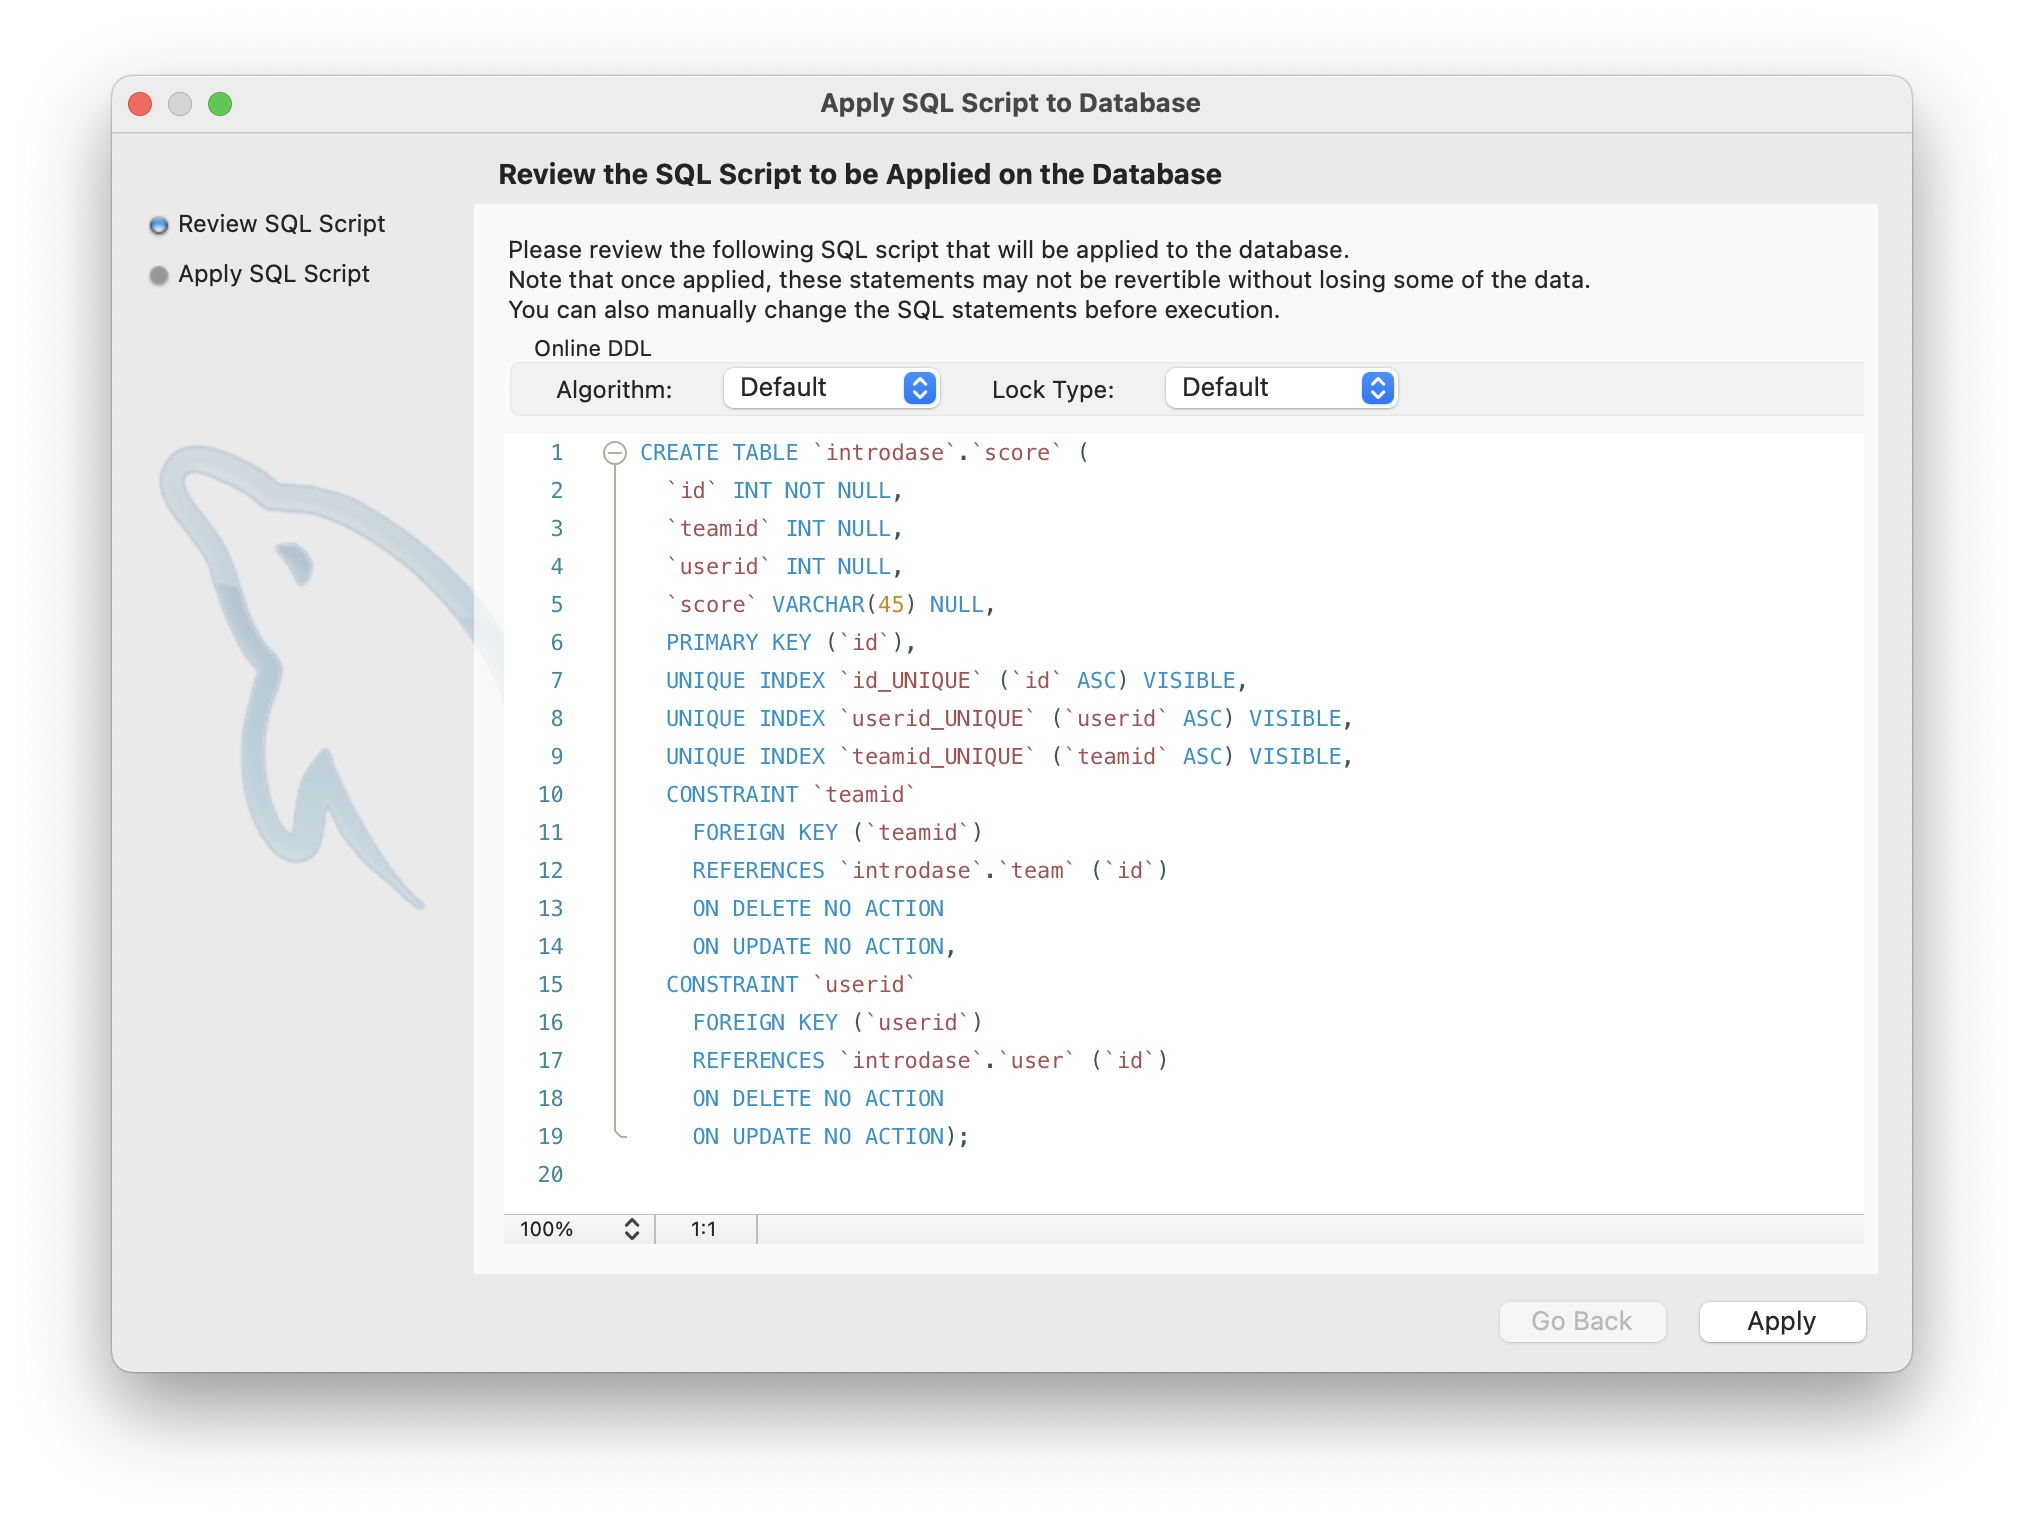 Apply SQL Script to Database
Review the SQL Script to be Applied on the Database
Review SQL Script
Apply SQL Script
Please review the following SQL script that will be applied to the database.
Note that once applied, these statements may not be revertible without losing some of the data.
You can also manually change the SQL statements before execution.
Online DDL
Algorithm: Default Lock Type: Default
1 CREATE TABLE `introdase`.`score` (
2 `id` INT NOT NULL,
3 `teamid` INT NULL,
4 `userid` INT NULL,
5 `score` VARCHAR(45) NULL,
6 PRIMARY KEY (`id`),
7 UNIQUE INDEX `id_UNIQUE` (`id` ASC) VISIBLE,
8 UNIQUE INDEX `userid_UNIQUE` (`userid` ASC) VISIBLE,
9 UNIQUE INDEX `teamid_UNIQUE` (`teamid` ASC) VISIBLE,
10 CONSTRAINT `teamid`
11 FOREIGN KEY (`teamid`)
12 REFERENCES `introdase`.`team` (`id`)
13 ON DELETE NO ACTION
14 ON UPDATE NO ACTION,
15 CONSTRAINT `userid`
16 FOREIGN KEY (`userid`)
17 REFERENCES `introdase`.`user` (`id`)
18 ON DELETE NO ACTION
19 ON UPDATE NO ACTION);
20
100% 1:1
Go Back Apply